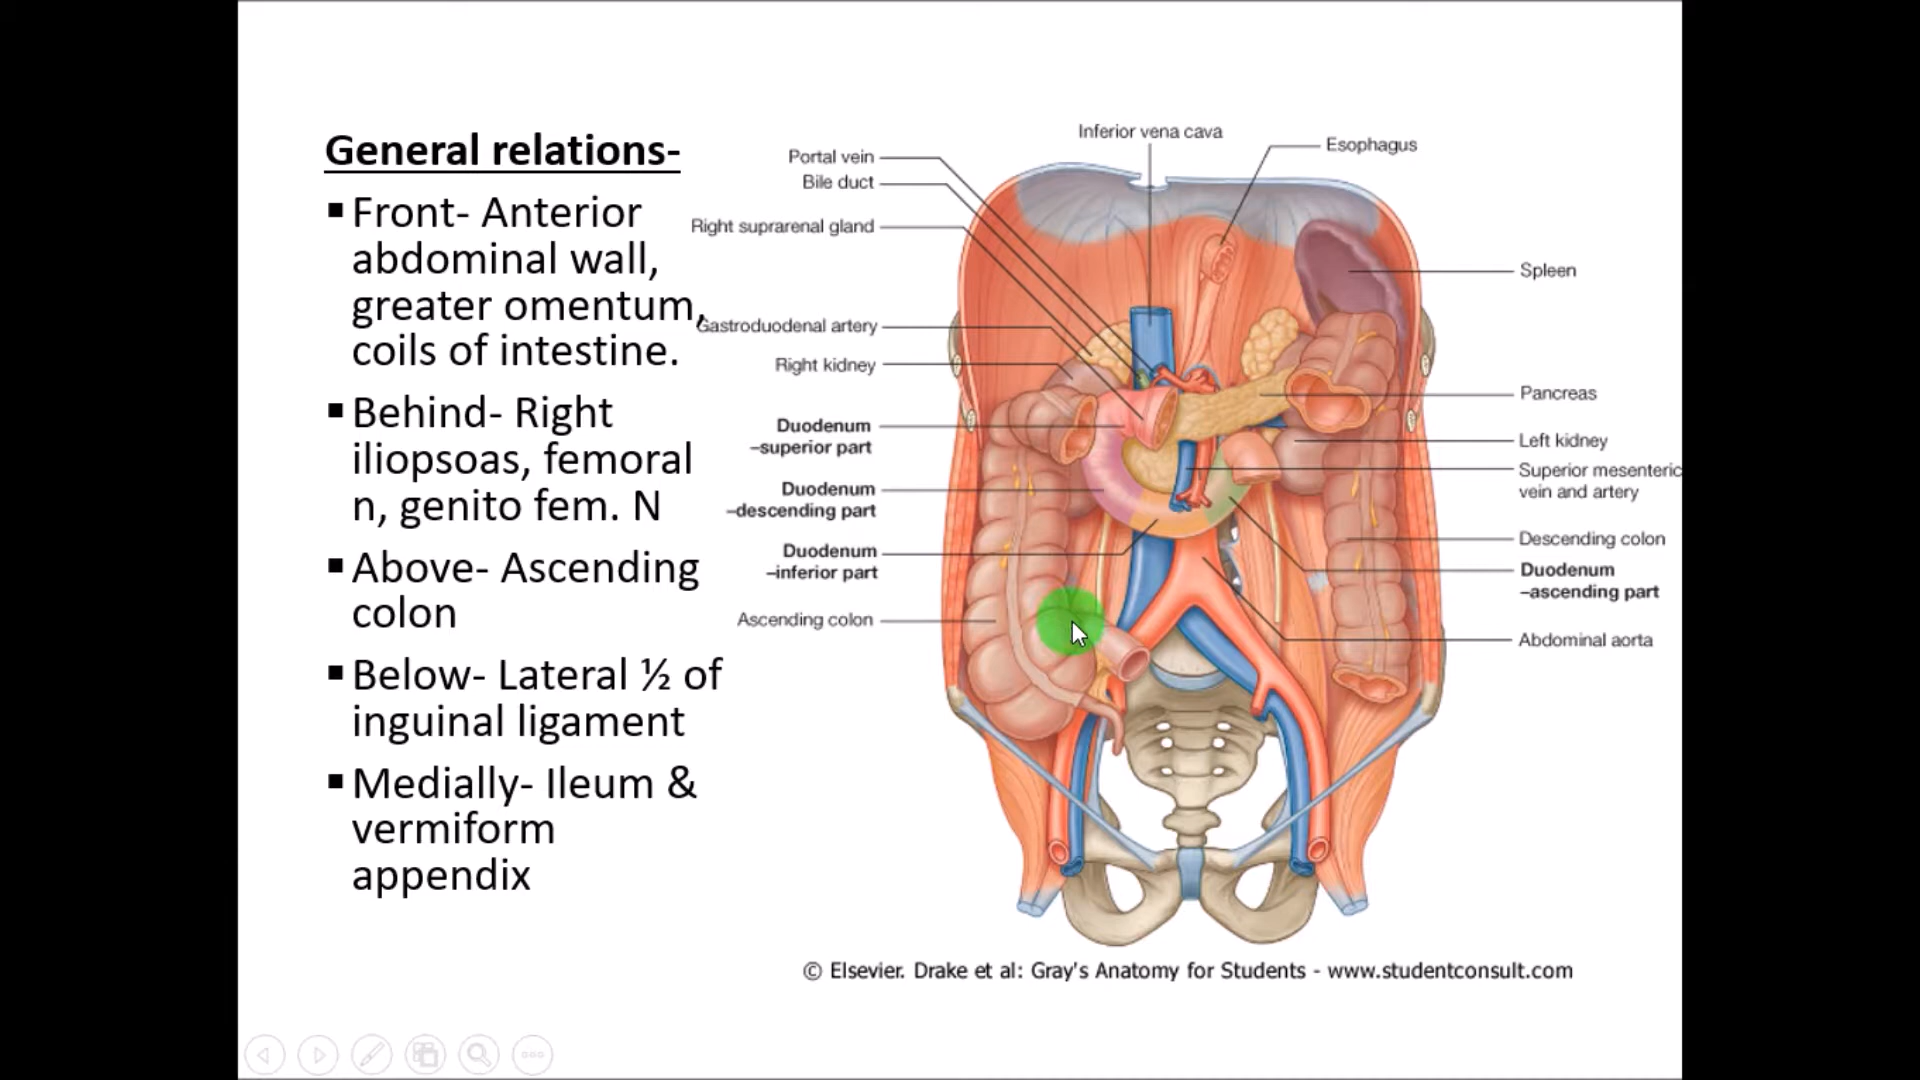 General relations-
▪ Front- Anterior
abdominal wall,
greater omentum,
coils of intestine.
▪ Behind- Right
iliopsoas, femoral
n, genito fem. N
▪ Above- Ascending
colon
▪ Below- Lateral ½ of
inguinal ligament
▪ Medially- Ileum &
vermiform
appendix
Inferior vena cava
Esophagus
Portal vein
Bile duct
Right suprarenal gland
Spleen
Gastroduodenal artery
Right kidney
Pancreas
Duodenum
–superior part
Left kidney
Superior mesenteric
vein and artery
Duodenum
–descending part
Descending colon
Duodenum
–inferior part
Duodenum
–ascending part
Ascending colon
Abdominal aorta
© Elsevier. Drake et al: Gray's Anatomy for Students - www.studentconsult.com